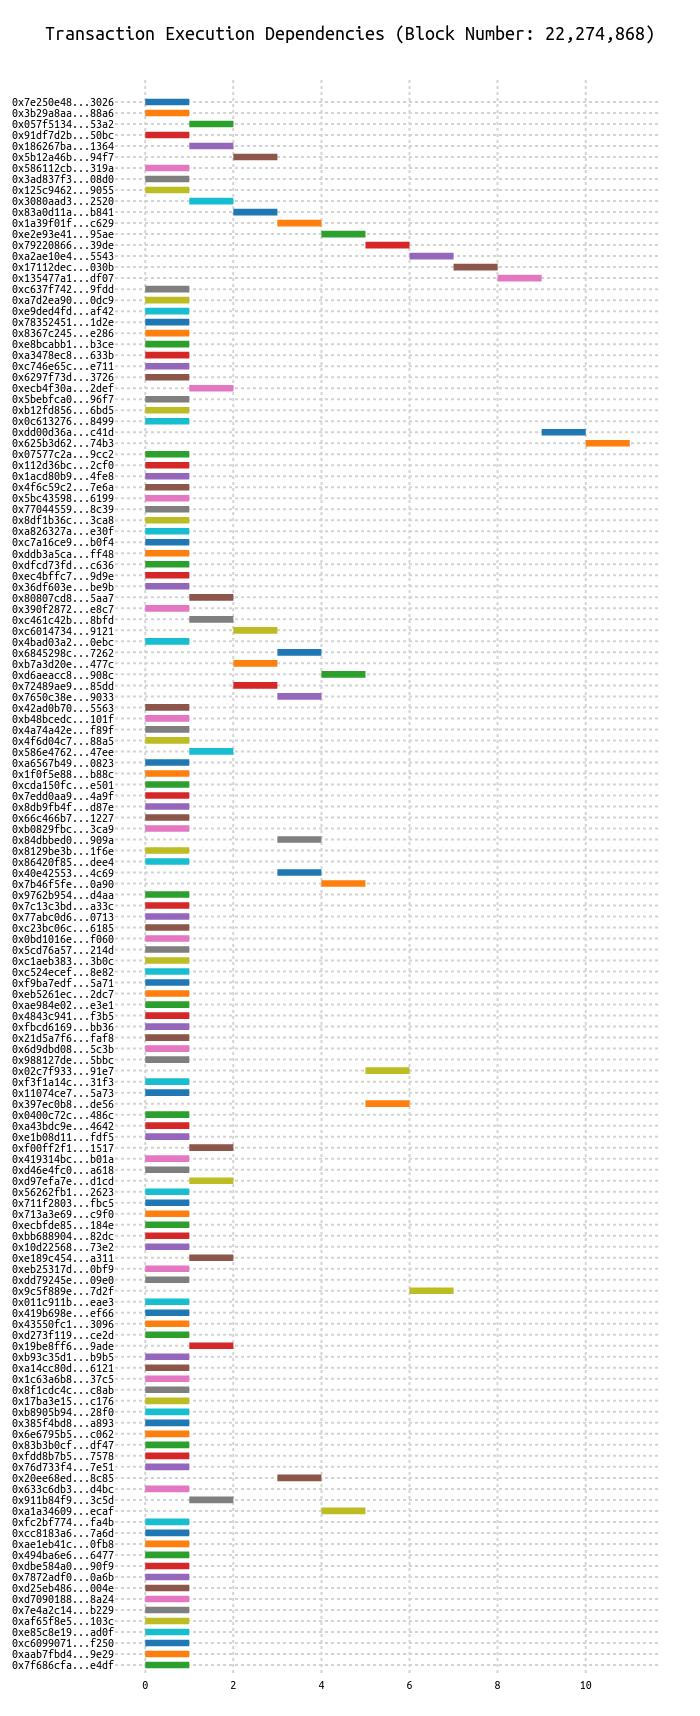 Transaction Execution Dependencies (Block Number: 22,274,868)
0x7e250e48...3026
0x3b29a8aa...88a6
0x057f5134...53a2
0x91df7d2b...50bc
0x186267ba...1364
0x5b12a46b...94f7
0x586112cb...319a
0x3ad837f3...08d0
0x125c9462...9055
0x3080aad3...2520
0x83a0d11a...b841
0x1a39f01f...c629
0xe2e93e41...95ae
0x79220866...39de
0xa2ae10e4...5543
0x17112dec...030b
0x135477a1...df07
0xc637f742...9fdd
0xa7d2ea90...0dc9
0xe9ded4fd...af42
0x78352451...1d2e
0x8367c245...e286
0xe8bcabb1...b3ce
0xa3478ec8...633b
0xc746e65c...e711
0x6297f73d...3726
0xecb4f30a...2def
0x5bebfca0...96f7
0xb12fd856...6bd5
0x0c613276...8499
0xdd00d36a...c41d
0x625b3d62...74b3
0x07577c2a...9cc2
0x112d36bc...2cf0
0x1acd80b9...4fe8
0x4f6c59c2...7e6a
0x5bc43598...6199
0x77044559...8c39
0x8df1b36c...3ca8
0xa826327a...e30f
0xc7a16ce9...b0f4
0xddb3a5ca...ff48
0xdfcd73fd...c636
0xec4bffc7...9d9e
0x36df603e...be9b
0x80807cd8...5aa7
0x390f2872...e8c7
0xc461c42b...8bfd
0xc6014734...9121
0x4bad03a2...0ebc
0x6845298c...7262
0xb7a3d20e...477c
0xd6aeacc8...908c
0x72489ae9...85dd
0x7650c38e...9033
0x42ad0b70...5563
0xb48bcedc...101f
0x4a74a42e...f89f
0x4f6d04c7...88a5
0x586e4762...47ee
0xa6567b49...0823
0x1f0f5e88...b88c
0xcda150fc...e501
0x7edd0aa9...4a9f
0x8db9fb4f...d87e
0x66c466b7...1227
0xb0829fbc...3ca9
0x84dbbed0...909a
0x8129be3b...1f6e
0x86420f85...dee4
0x40e42553...4c69
0x7b46f5fe...0a90
0x9762b954...d4aa
0x7c13c3bd...a33c
0x77abc0d6...0713
0xc23bc06c...6185
0x0bd1016e...f060
0x5cd76a57...214d
0xc1aeb383...3b0c
0xc524ecef...8e82
0xf9ba7edf...5a71
0xeb5261ec...2dc7
0xae984e02...e3e1
0x4843c941...f3b5
0xfbcd6169...bb36
0x21d5a7f6...faf8
0x6d9dbd08...5c3b
0x988127de...5bbc
0x02c7f933...91e7
0xf3f1a14c...31f3
0x11074ce7...5a73
0x397ec0b8...de56
0x0400c72c...486c
0xa43bdc9e...4642
0xe1b08d11...fdf5
0xf00ff2f1...1517
0x419314bc...b01a
0xd46e4fc0...a618
0xd97efa7e...d1cd
0x56262fb1...2623
0x711f2803...fbc5
0x713a3e69...c9f0
0xecbfde85...184e
0xbb688904...82dc
0x10d22568...73e2
0xe189c454...a311
0xeb25317d...0bf9
0xdd79245e...09e0
0x9c5f889e...7d2f
0x011c911b...eae3
0x419b698e...ef66
0x43550fc1...3096
0xd273f119...ce2d
0x19be8ff6...9ade
0xb93c35d1...b9b5
0xa14cc80d...6121
0x1c63a6b8...37c5
0x8f1cdc4c...c8ab
0x17ba3e15...c176
0xb8905b94...28f0
0x385f4bd8...a893
0x6e6795b5...c062
0x83b3b0cf...df47
0xfdd8b7b5...7578
0x76d733f4...7e51
0x20ee68ed...8c85
0x633c6db3...d4bc
0x911b84f9...3c5d
0xa1a34609...ecaf
0xfc2bf774...fa4b
0xcc8183a6...7a6d
0xae1eb41c...0fb8
0x494ba6e6...6477
0xdbe584a0...90f9
0x7872adf0...0a6b
0xd25eb486...004e
0xd7090188...8a24
0x7e4a2c14...b229
0xaf65f8e5...103c
0xe85c8e19...ad0f
0xc6099071...f250
0xaab7fbd4...9e29
0x7f686cfa...e4df
0 2 4 6 8 10